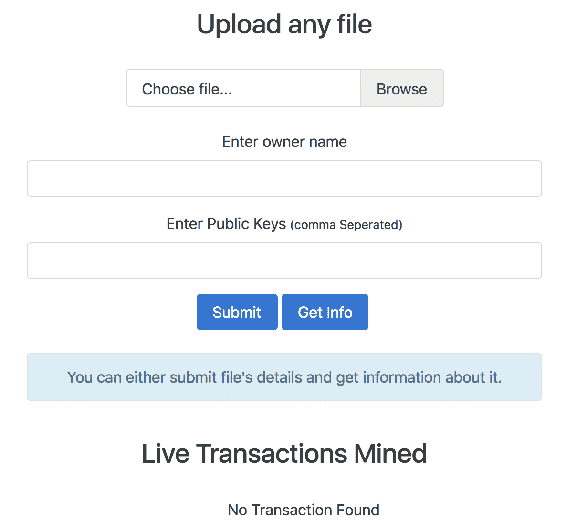 Upload any file
Choose file... Browse
Enter owner name
Enter Public Keys (comma Seperated)
Submit Get Info
You can either submit file's details and get information about it.
Live Transactions Mined
No Transaction Found